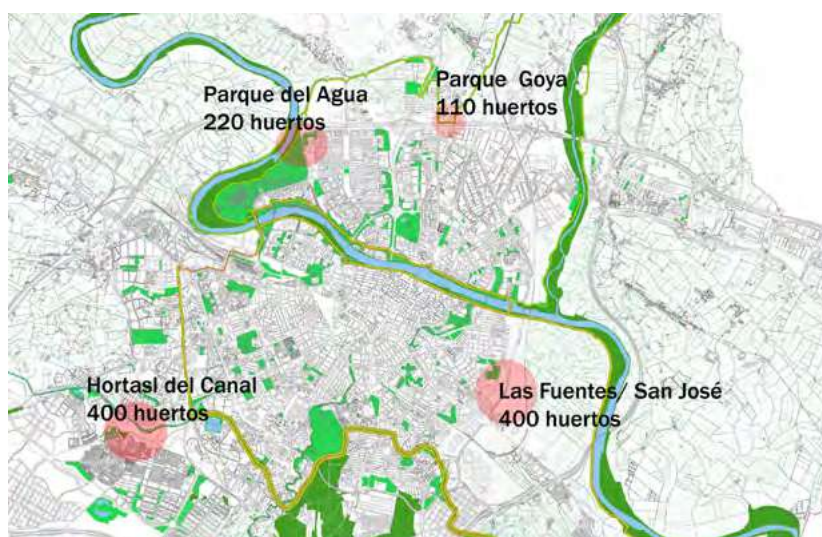 Parque del Agua
220 huertos
Parque Goya
110 huertos
Hortasl del Canal
400 huertos
Las Fuentes/ San José
400 huertos